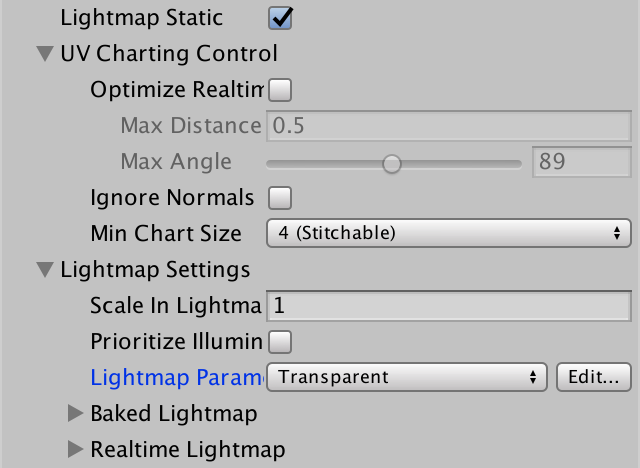 Lightmap Static
UV Charting Control
Optimize Realtim
Max Distance 0.5
Max Angle 89
Ignore Normals
Min Chart Size 4 (Stitchable)
Lightmap Settings
Scale In Lightma 1
Prioritize Illumin
Lightmap Parame Transparent Edit...
Baked Lightmap
Realtime Lightmap